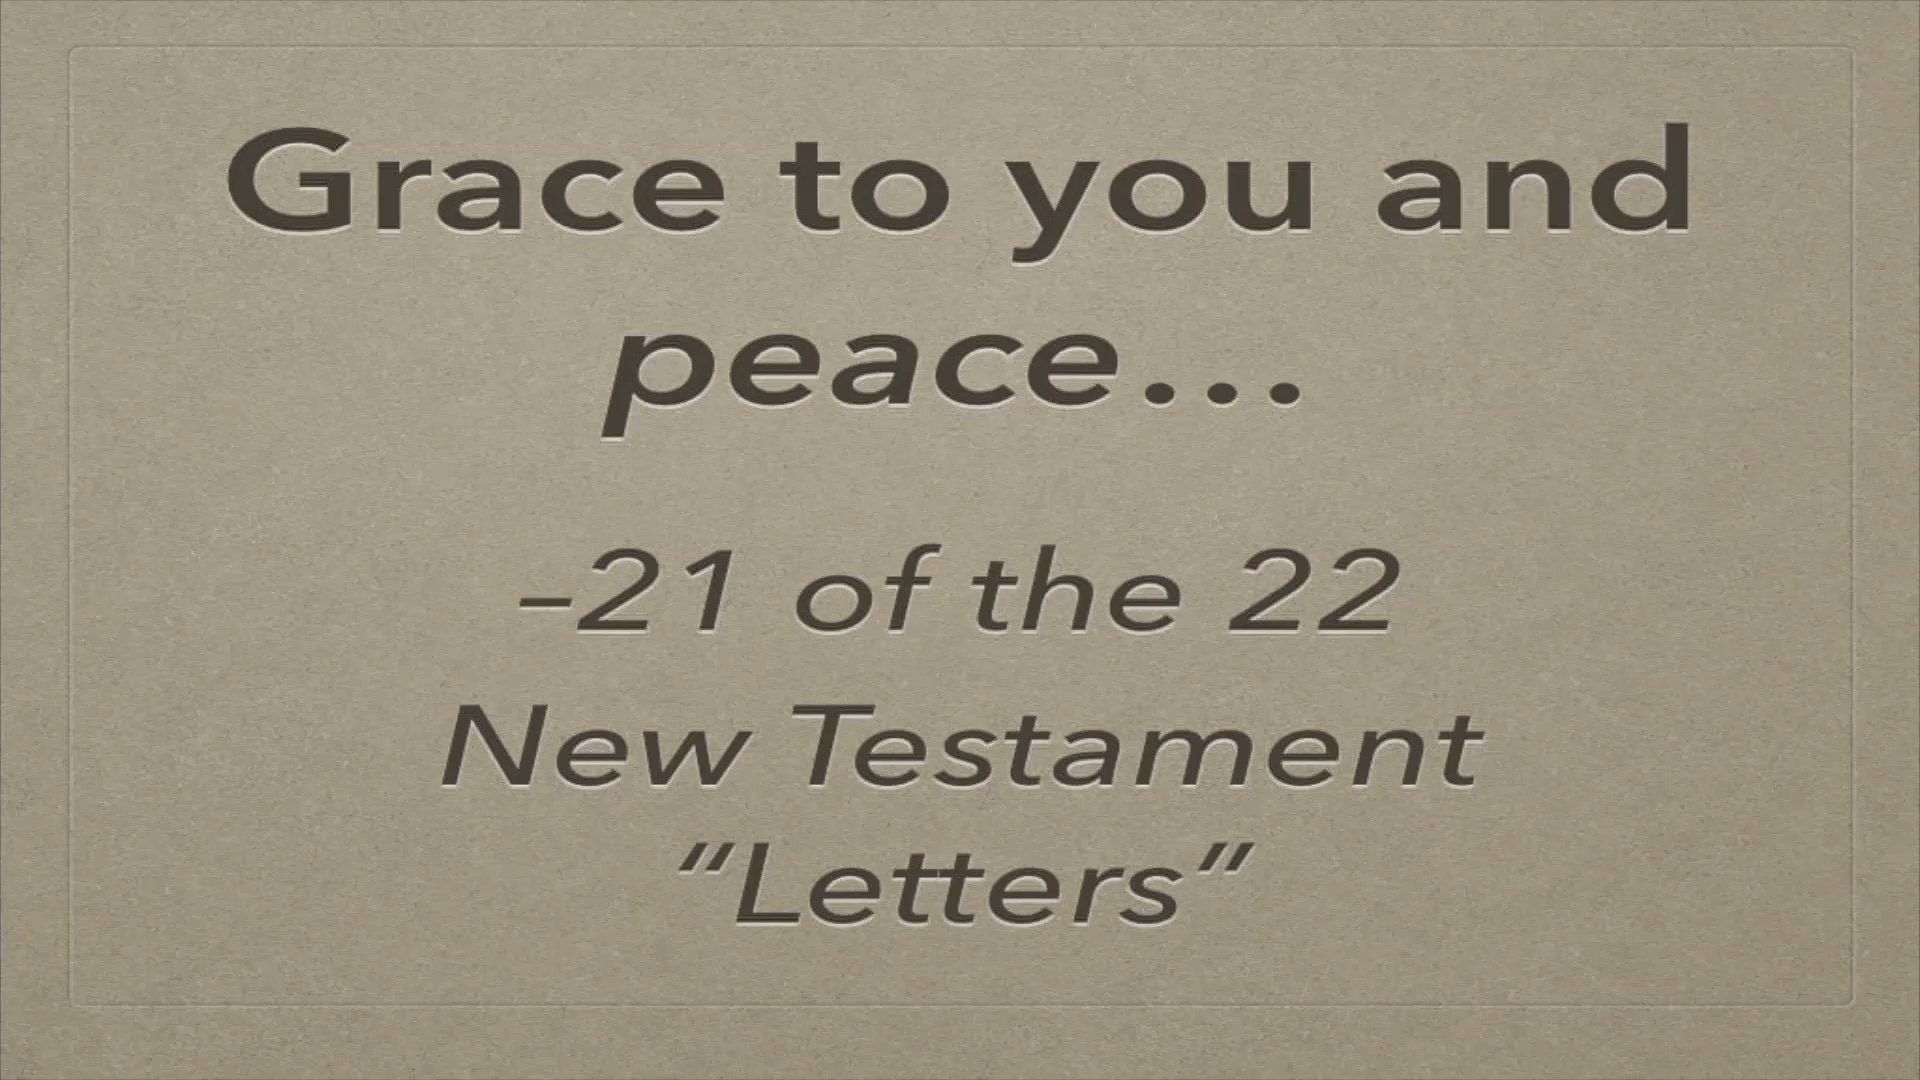 Grace to you and
peace…
–21 of the 22
New Testament
“Letters”